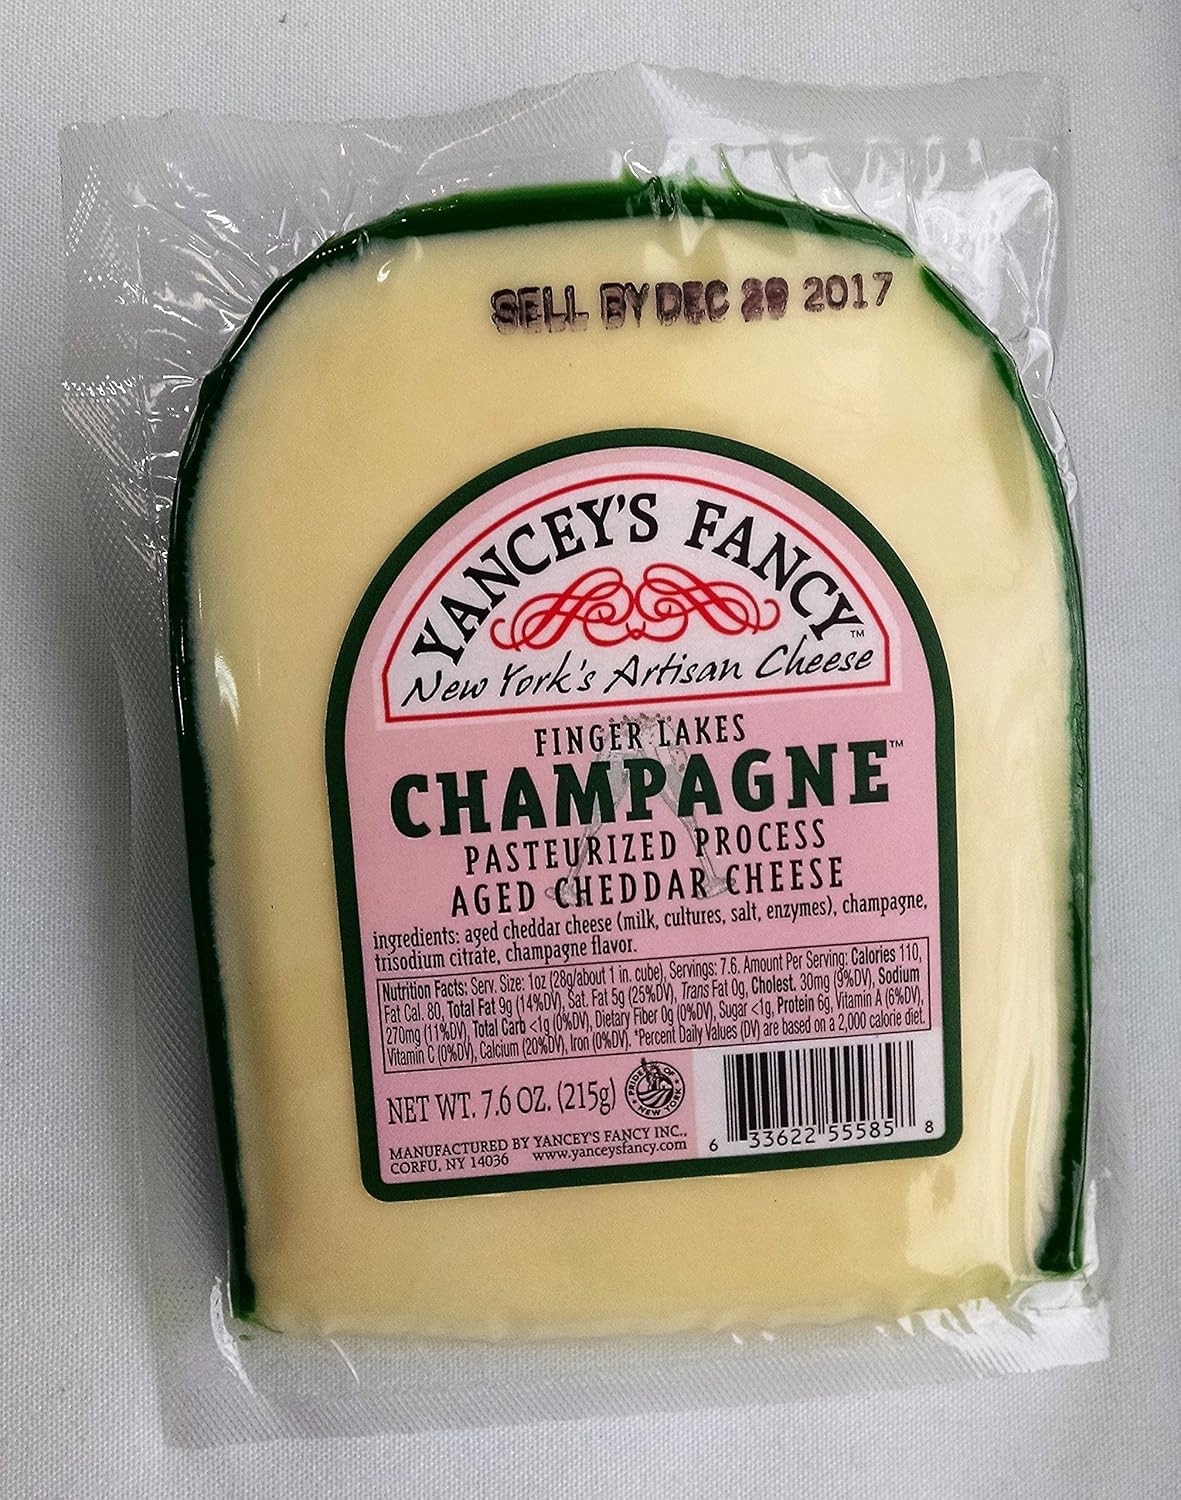 SELL BY DEC 29 2017
YANCEY'S FANCY™
New York's Artisan Cheese
FINGER LAKES
CHAMPAGNE™
PASTEURIZED PROCESS
AGED CHEDDAR CHEESE
ingredients: aged cheddar cheese (milk, cultures, salt, enzymes), champagne,
trisodium citrate, champagne flavor.
Nutrition Facts: Serv. Size: 1oz (28g/about 1 in. cube), Servings: 7.6. Amount Per Serving: Calories 110,
Fat Cal. 80, Total Fat 9g (14%DV), Sat. Fat 5g (25%DV), Trans Fat 0g, Cholest. 30mg (9%DV), Sodium
270mg (11%DV), Total Carb <1g (0%DV), Dietary Fiber 0g (0%DV), Sugar <1g, Protein 6g, Vitamin A (6%DV),
Vitamin C (0%DV), Calcium (20%DV), Iron (0%DV). *Percent Daily Values (DV) are based on a 2,000 calorie diet.
NET WT. 7.6 OZ. (215g)
PRIDE OF NEW YORK
MANUFACTURED BY YANCEY'S FANCY INC.,
CORFU, NY 14036 www.yanceysfancy.com
6 33622 55585 8